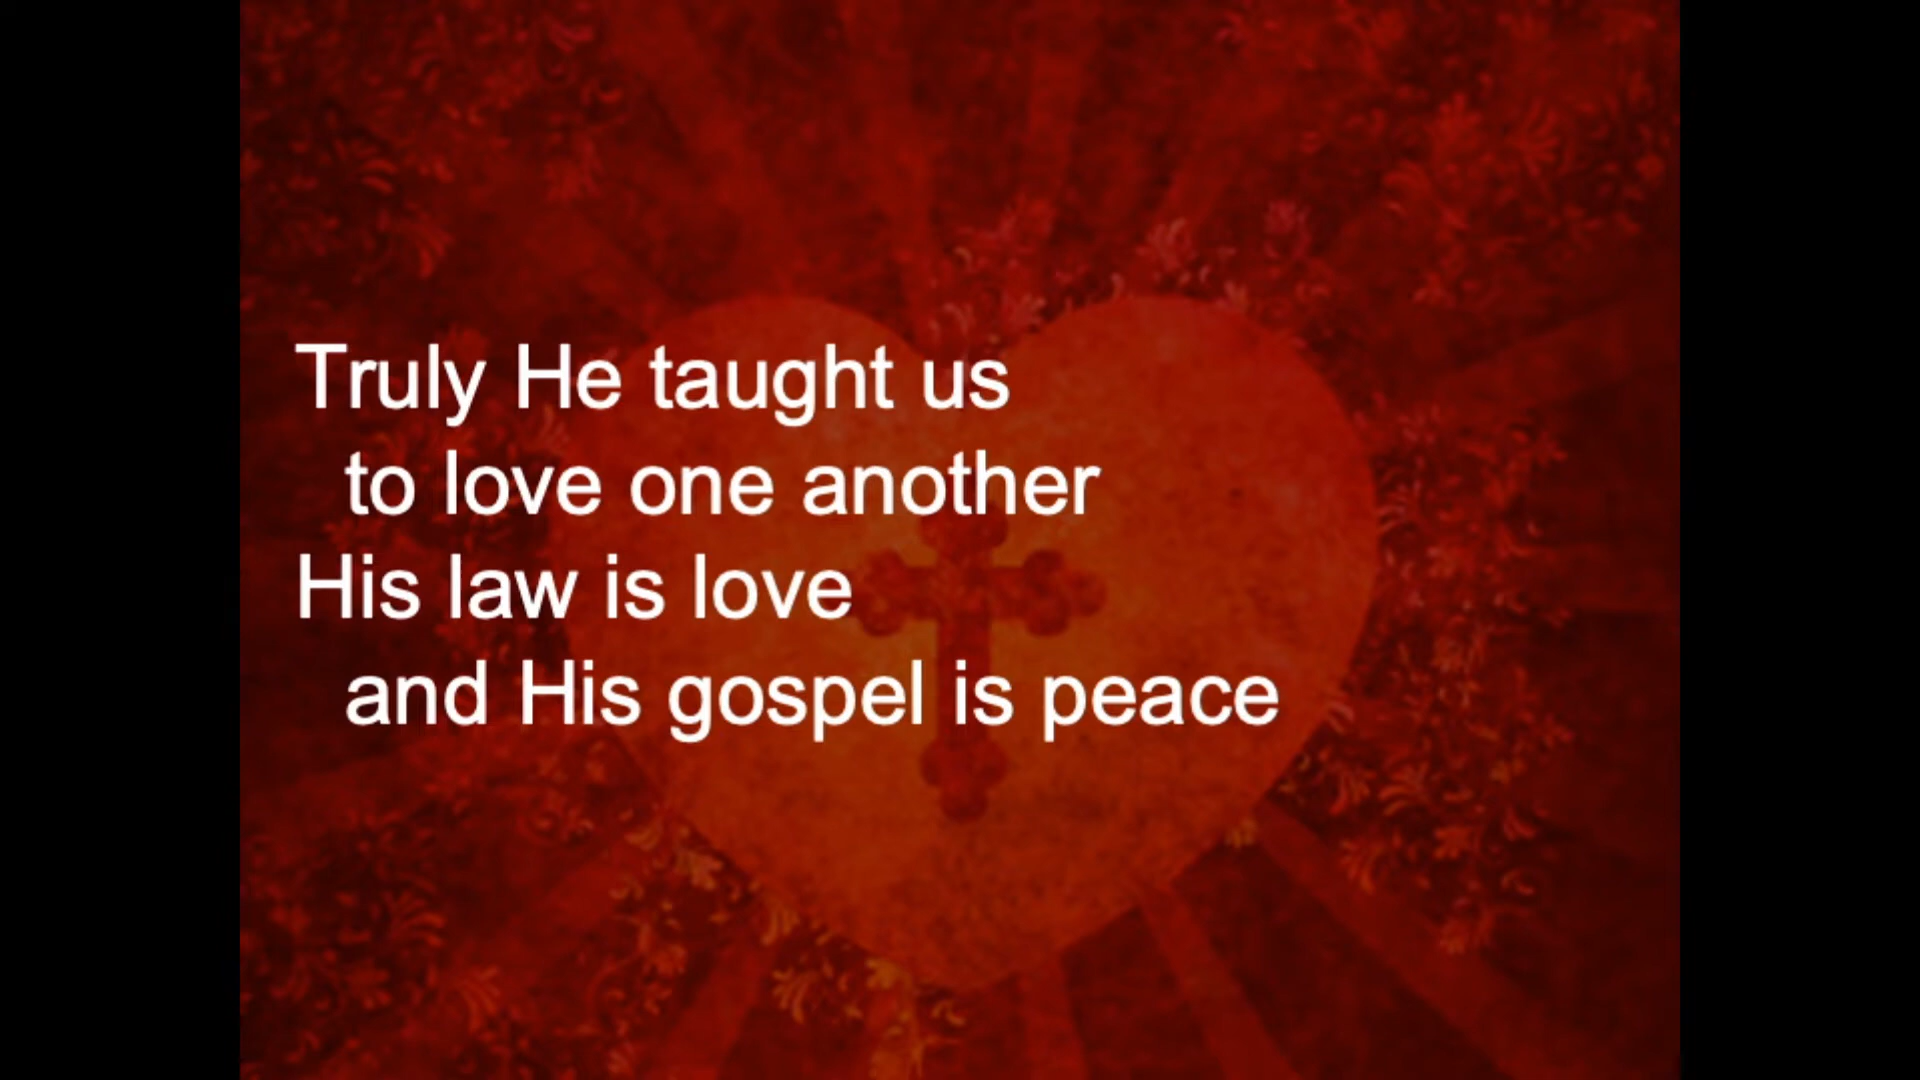 Truly He taught us
to love one another
His law is love
and His gospel is peace